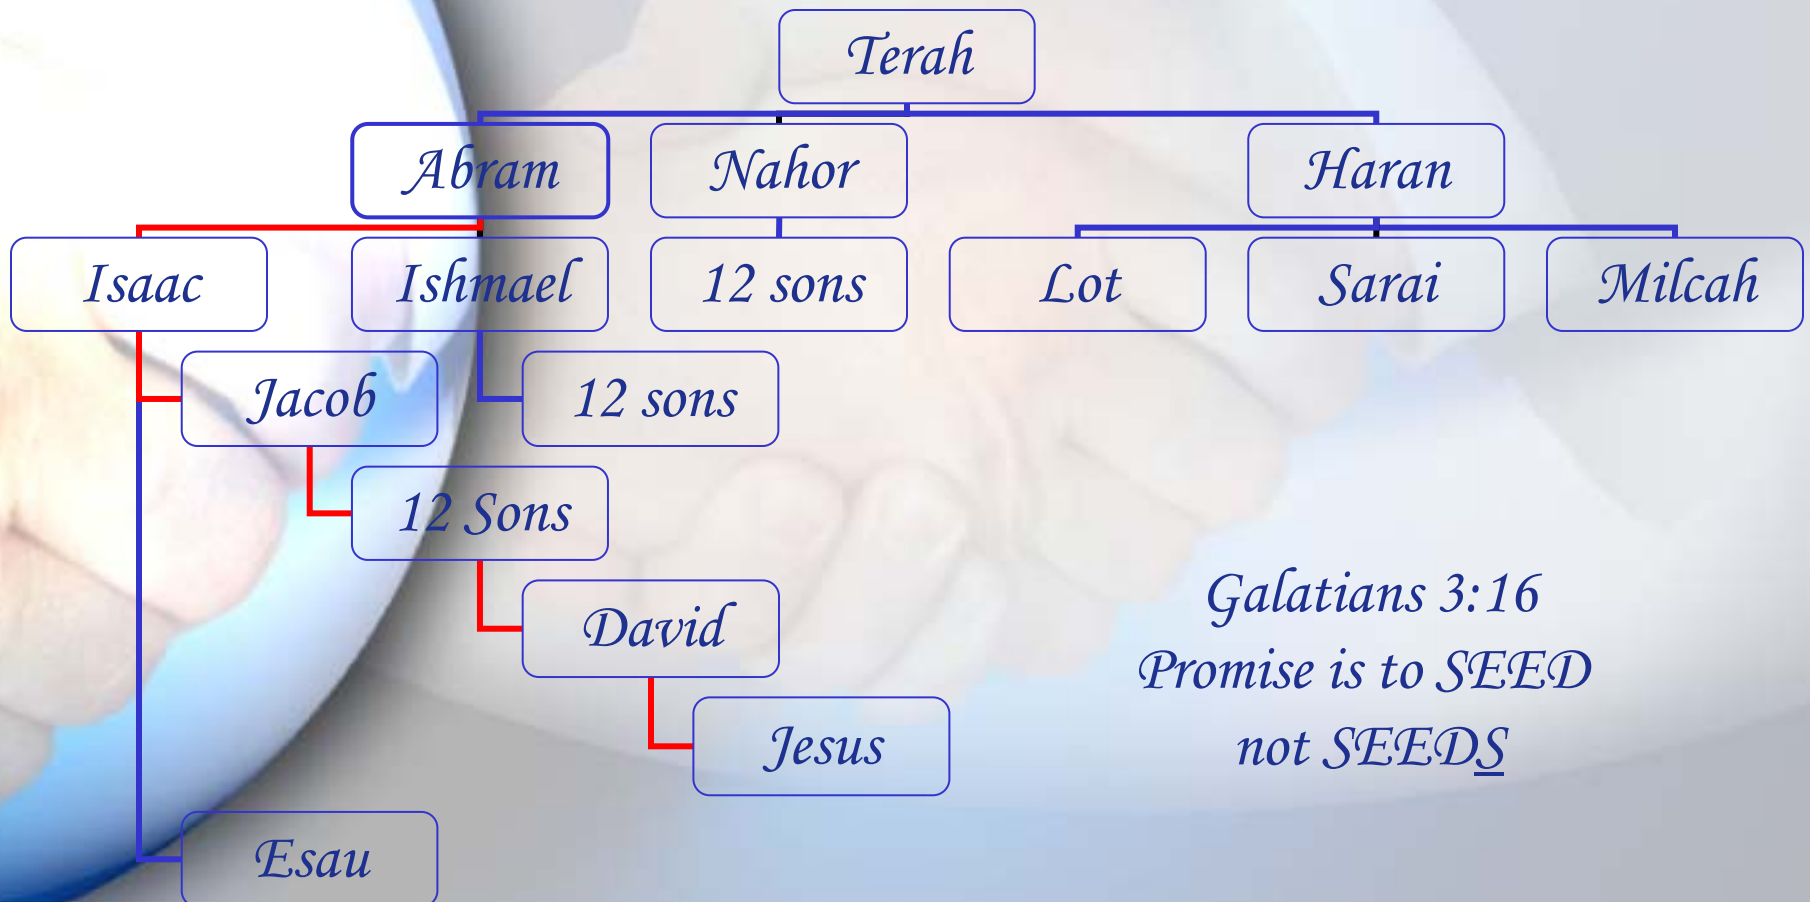 Terah
Abram
Nahor
Haran
Isaac
Ishmael
12 sons
Lot
Sarai
Milcah
Jacob
12 sons
12 Sons
David
Jesus
Esau
Galatians 3:16
Promise is to SEED
not SEEDS